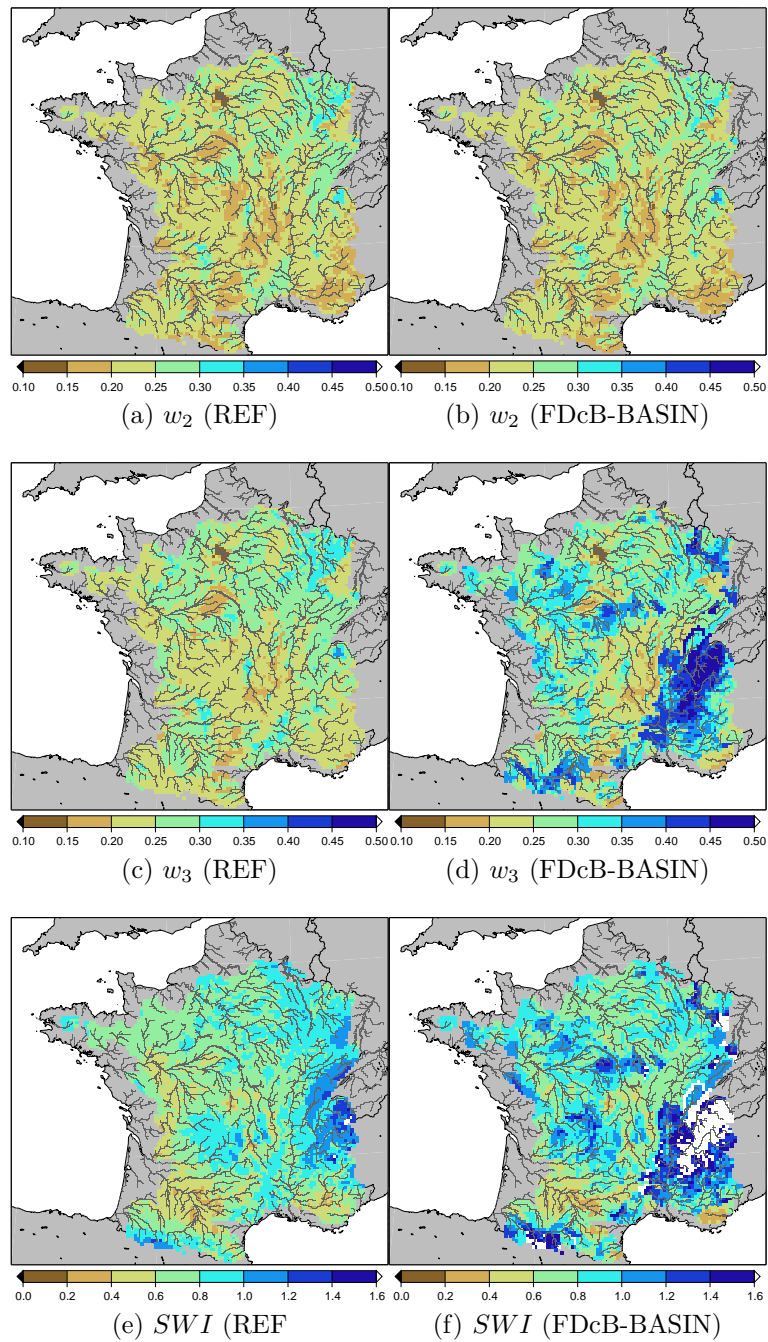 0.10 0.15 0.20 0.25 0.30 0.35 0.40 0.45 0.50 0.10 0.15 0.20 0.25 0.30 0.35 0.40 0.45 0.50
(a) w₂ (REF) (b) w₂ (FDcB-BASIN)
0.10 0.15 0.20 0.25 0.30 0.35 0.40 0.45 0.50 0.10 0.15 0.20 0.25 0.30 0.35 0.40 0.45 0.50
(c) w₃ (REF) (d) w₃ (FDcB-BASIN)
0.0 0.2 0.4 0.6 0.8 1.0 1.2 1.4 1.6 0.0 0.2 0.4 0.6 0.8 1.0 1.2 1.4 1.6
(e) SWI (REF (f) SWI (FDcB-BASIN)